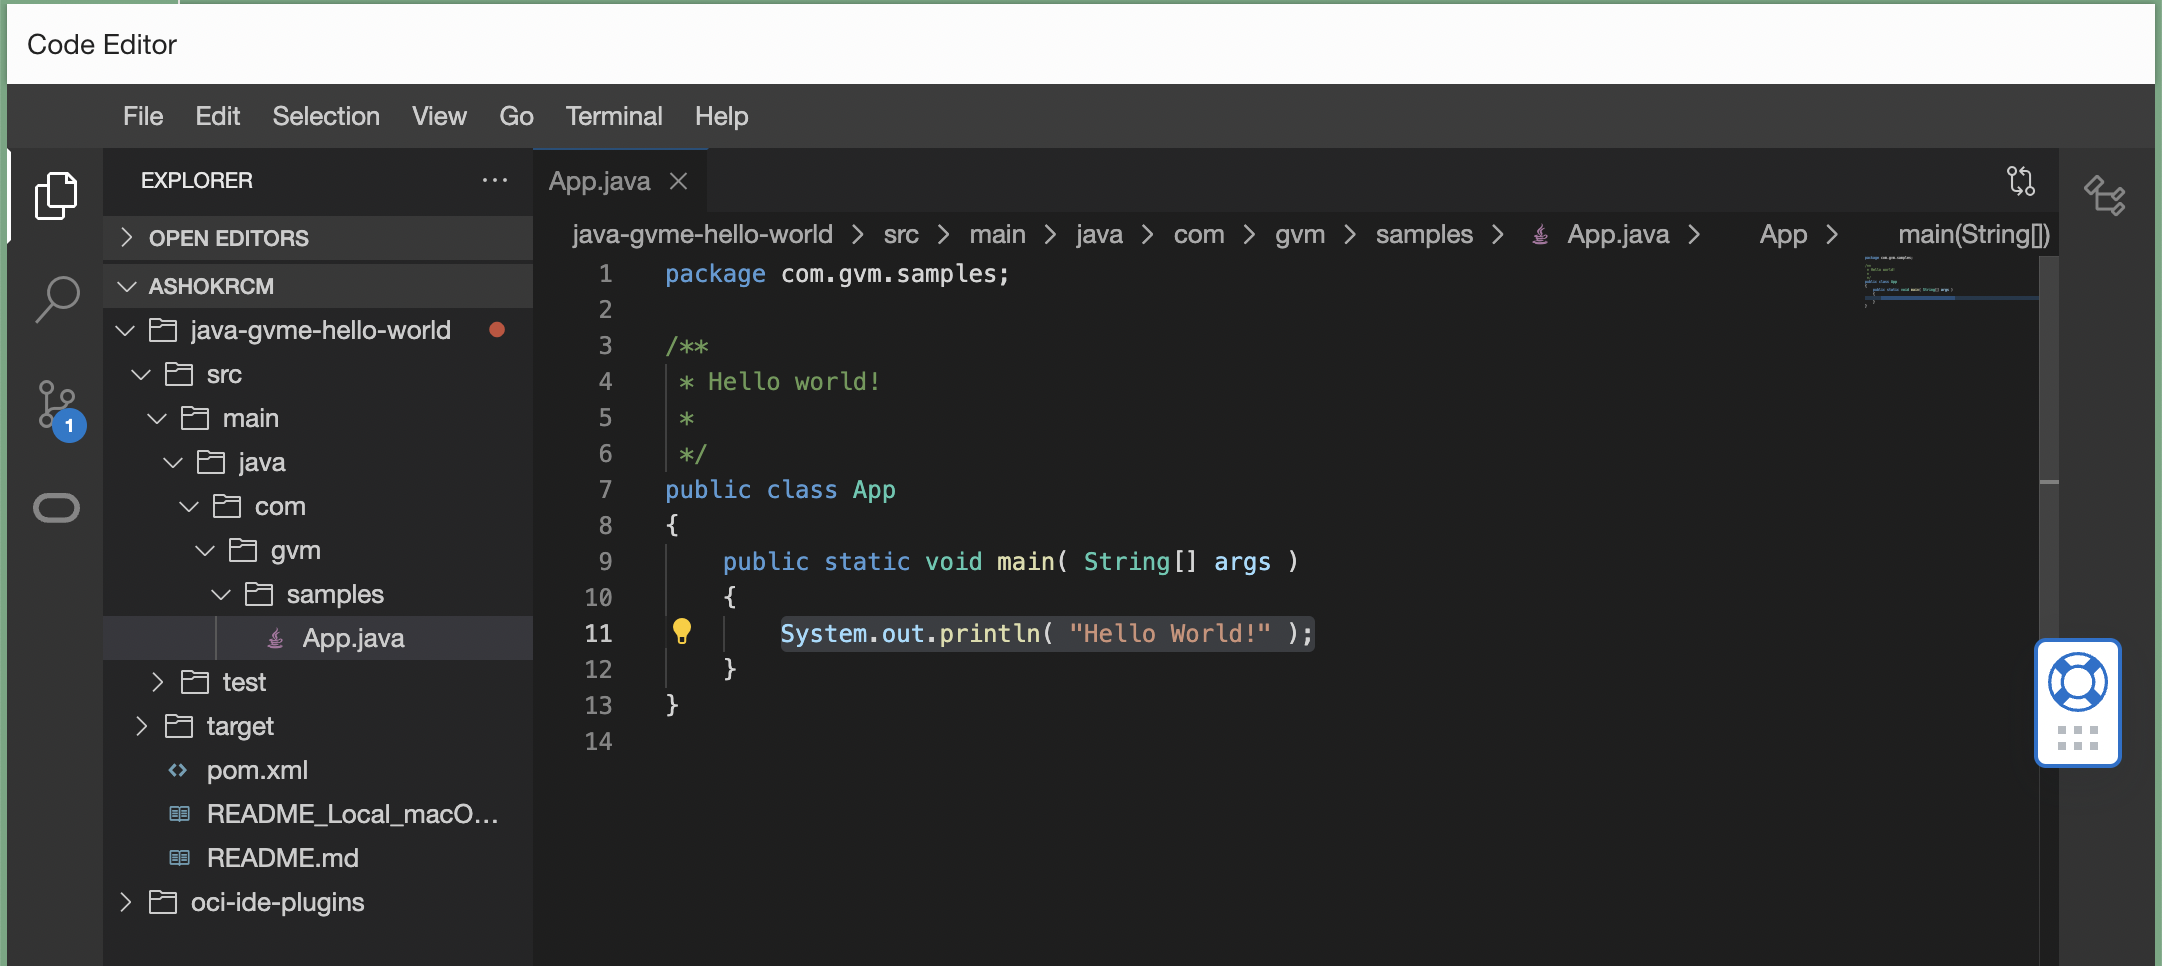 Code Editor
File Edit Selection View Go Terminal Help
EXPLORER
OPEN EDITORS
ASHOKRCM
java-gvme-hello-world
src
main
java
com
gvm
samples
App.java
test
target
pom.xml
README_Local_macO...
README.md
oci-ide-plugins
1
App.java
java-gvme-hello-world > src > main > java > com > gvm > samples > App.java > App > main(String[])
1 package com.gvm.samples;
2
3 /**
4 * Hello world!
5 *
6 */
7 public class App
8 {
9 public static void main( String[] args )
10 {
11 System.out.println( "Hello World!" );
12 }
13 }
14